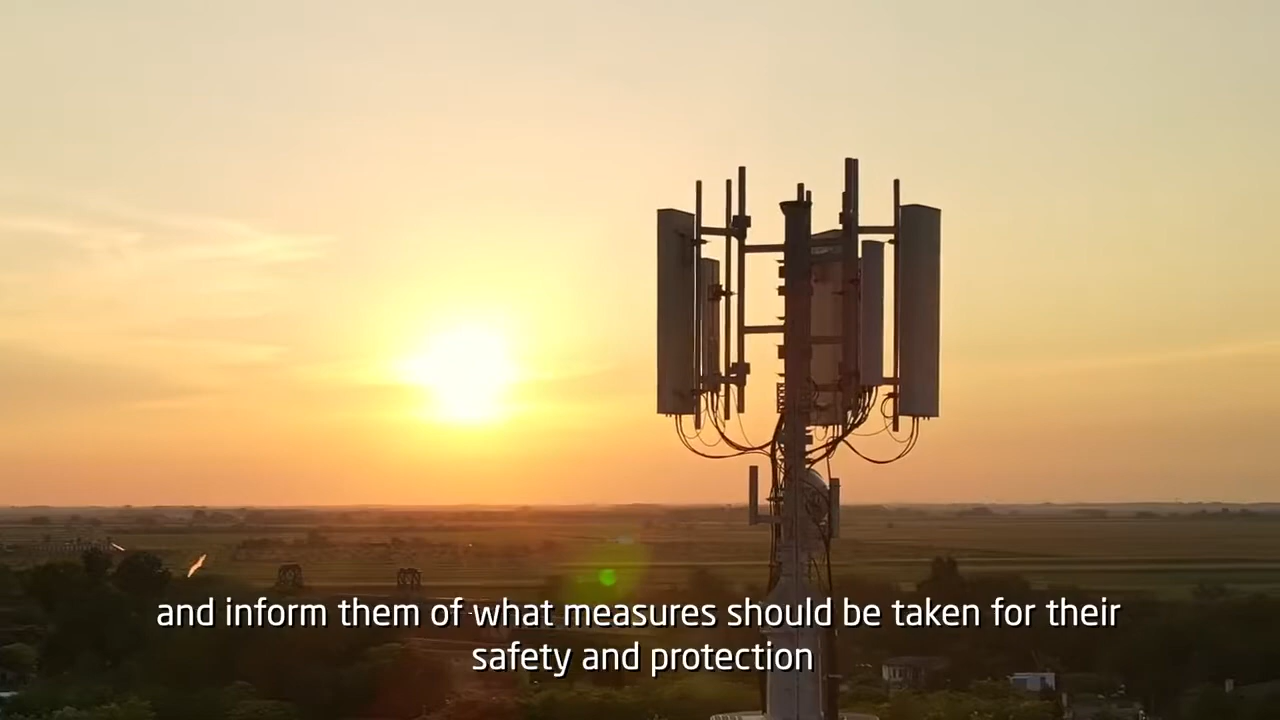 and inform them of what measures should be taken for their
safety and protection